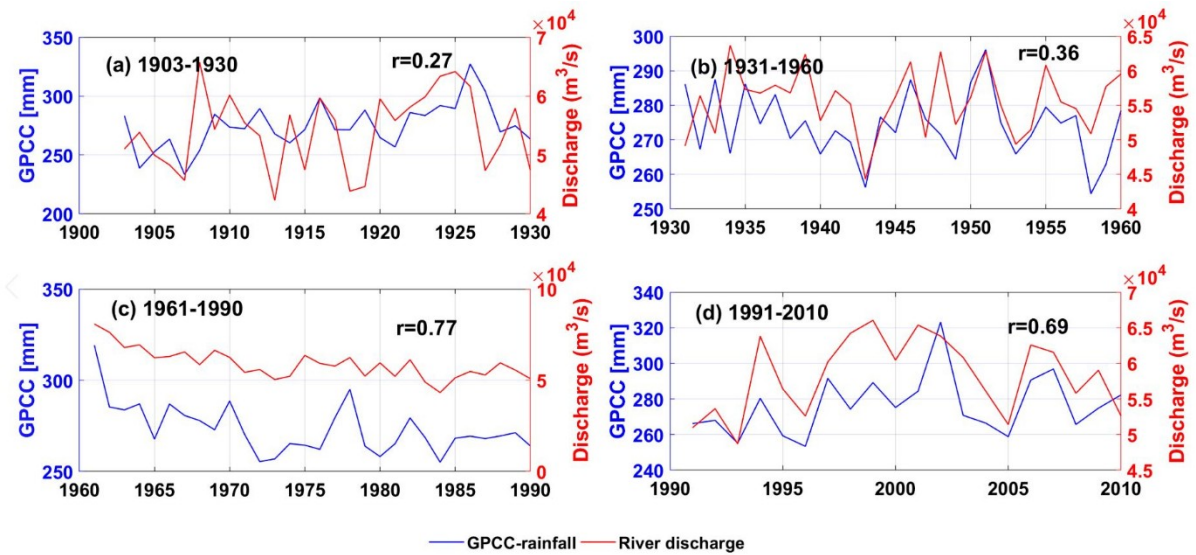 ×10⁴
350
7
(a) 1903-1930
r=0.27
300
6
GPCC [mm]
Discharge (m³/s)
250
5
200
4
1900 1905 1910 1915 1920 1925 1930
×10⁴
300
6.5
(b) 1931-1960
r=0.36
290
6
280
5.5
GPCC [mm]
Discharge (m³/s)
270
5
260
4.5
250
4
1930 1935 1940 1945 1950 1955 1960
×10⁴
350
10
(c) 1961-1990
r=0.77
GPCC [mm]
Discharge (m³/s)
300
5
250
0
1960 1965 1970 1975 1980 1985 1990
×10⁴
340
7
(d) 1991-2010
r=0.69
320
6.5
300
6
GPCC [mm]
Discharge (m³/s)
280
5.5
260
5
240
4.5
1990 1995 2000 2005 2010
GPCC-rainfall River discharge